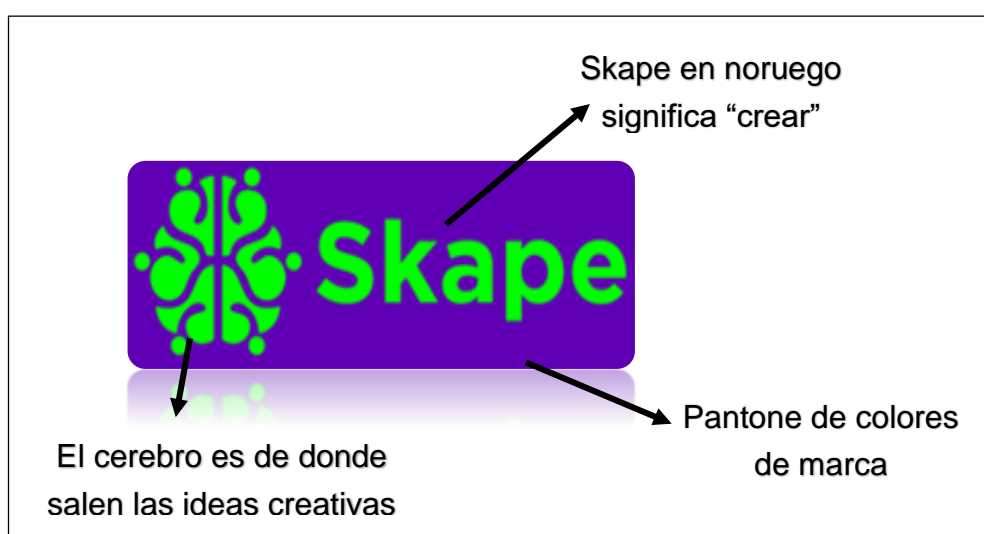 Skape en noruego
significa “crear”
Skape
Pantone de colores
de marca
El cerebro es de donde
salen las ideas creativas